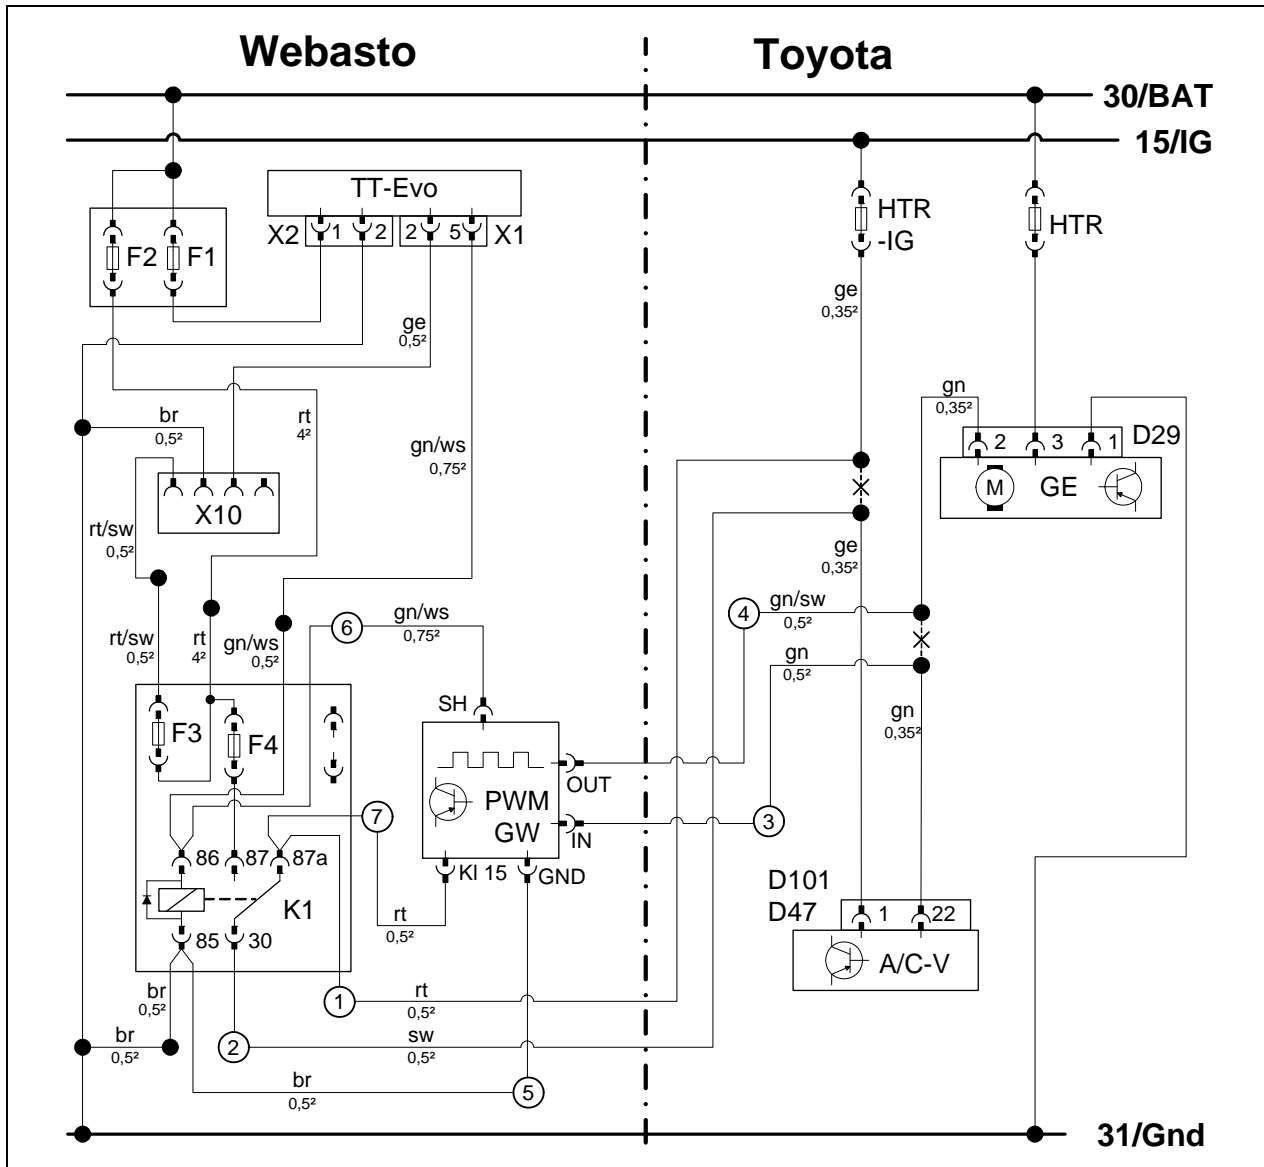 Webasto
Toyota
30/BAT
15/IG
TT-Evo
X2 1 2 2 5 X1
F2 F1
HTR
-IG
HTR
ge
0,5²
ge
0,35²
gn
0,35²
br
0,5²
rt
4²
gn/ws
0,75²
2 3 1 D29
M GE
X10
rt/sw
0,5²
ge
0,35²
6
gn/ws
0,75²
4
gn/sw
0,5²
rt/sw
0,5²
rt
4²
gn/ws
0,5²
gn
0,5²
SH
gn
0,35²
F3 F4
OUT
PWM
GW
IN
7
3
86 87 87a
Kl 15 GND
D101
D47
1 22
K1
rt
0,5²
85 30
A/C-V
br
0,5²
1
rt
0,5²
br
0,5²
2
sw
0,5²
br
0,5²
5
31/Gnd